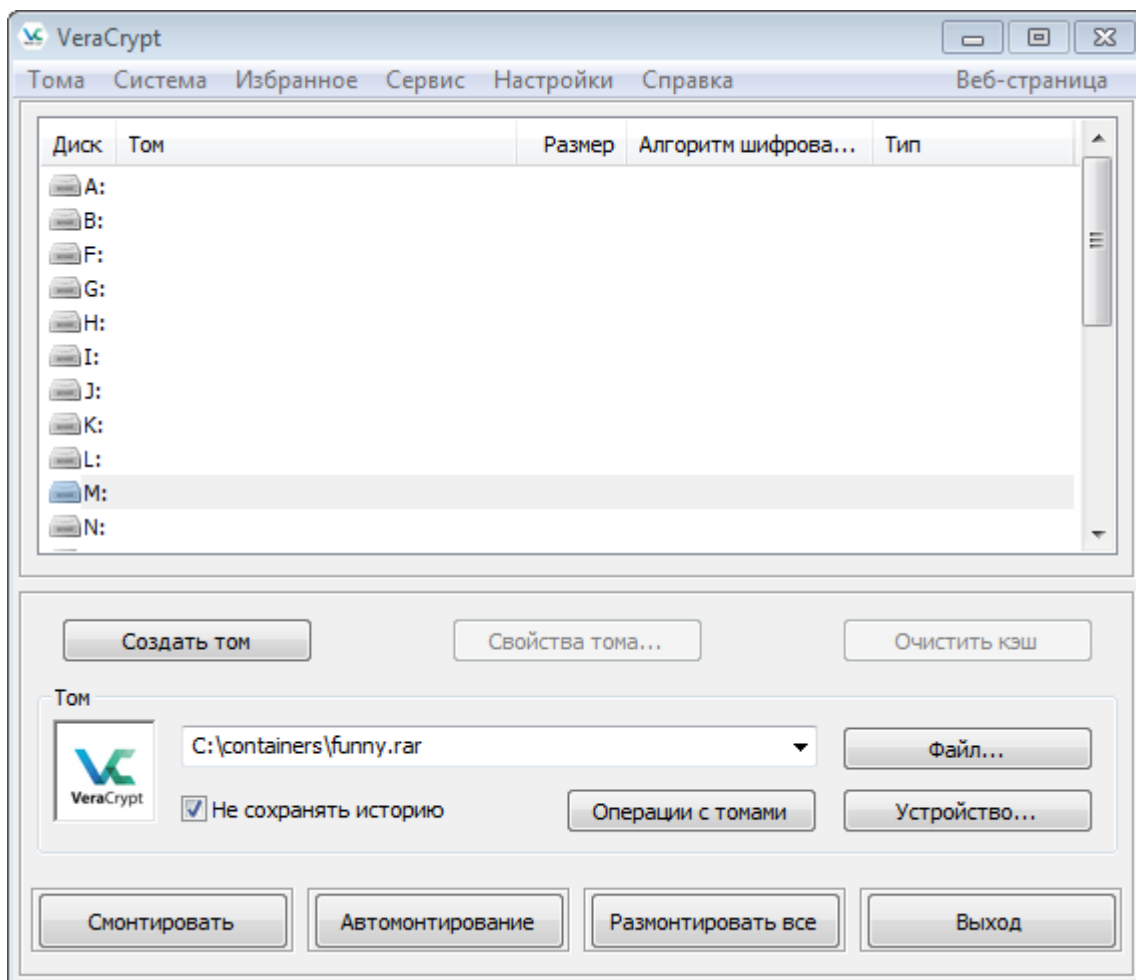 VeraCrypt
Тома Система Избранное Сервис Настройки Справка Веб-страница
Диск Том Размер Алгоритм шифрова... Тип
A:
B:
F:
G:
H:
I:
J:
K:
L:
M:
N:
Создать том Свойства тома... Очистить кэш
Том
C:\containers\funny.rar Файл...
VeraCrypt
Не сохранять историю Операции с томами Устройство...
Смонтировать Автомонтирование Размонтировать все Выход